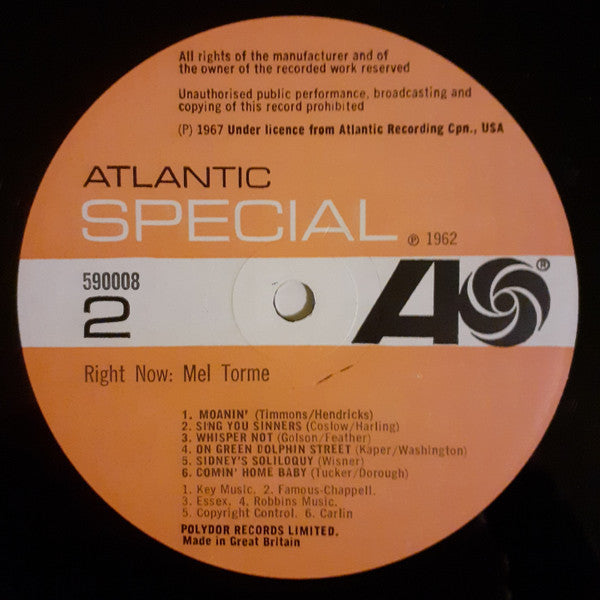 All rights of the manufacturer and of
the owner of the recorded work reserved
Unauthorised public performance, broadcasting and
copying of this record prohibited
(P) 1967 Under licence from Atlantic Recording Cpn., USA
ATLANTIC
SPECIAL
℗ 1962
590008
2
A
®
Right Now: Mel Torme
1. MOANIN' (Timmons/Hendricks)
2. SING YOU SINNERS (Coslow/Harling)
3. WHISPER NOT (Golson/Feather)
4. ON GREEN DOLPHIN STREET (Kaper/Washington)
5. SIDNEY'S SOLILOQUY (Wisner)
6. COMIN' HOME BABY (Tucker/Dorough)
1. Key Music. 2. Famous-Chappell.
3. Essex. 4. Robbins Music.
5. Copyright Control. 6. Carlin
POLYDOR RECORDS LIMITED.
Made in Great Britain